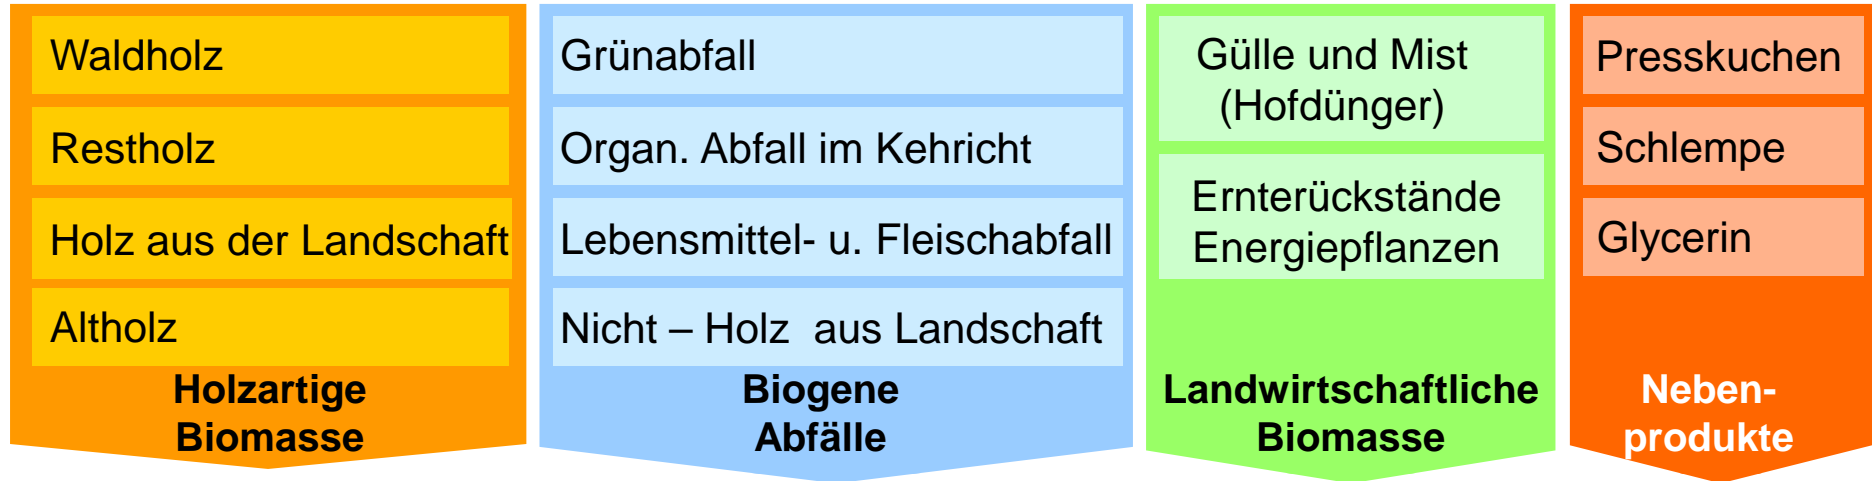 Waldholz
Restholz
Holz aus der Landschaft
Altholz
Holzartige
Biomasse
Grünabfall
Organ. Abfall im Kehricht
Lebensmittel- u. Fleischabfall
Nicht – Holz  aus Landschaft
Biogene
Abfälle
Gülle und Mist
(Hofdünger)
Ernterückstände
Energiepflanzen
Landwirtschaftliche
Biomasse
Presskuchen
Schlempe
Glycerin
Neben-
produkte